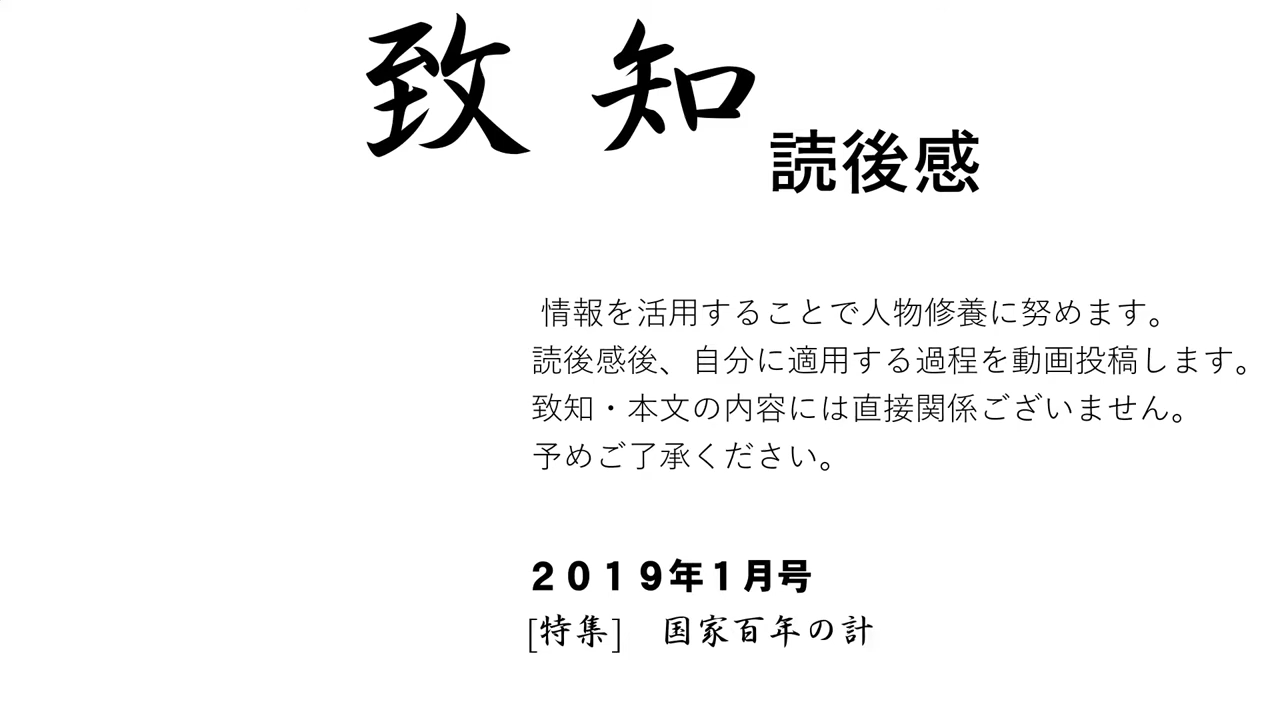 致知
読後感
情報を活用することで人物修養に努めます。
読後感後、自分に適用する過程を動画投稿します。
致知・本文の内容には直接関係ございません。
予めご了承ください。
２０１９年１月号
[特集]　国家百年の計